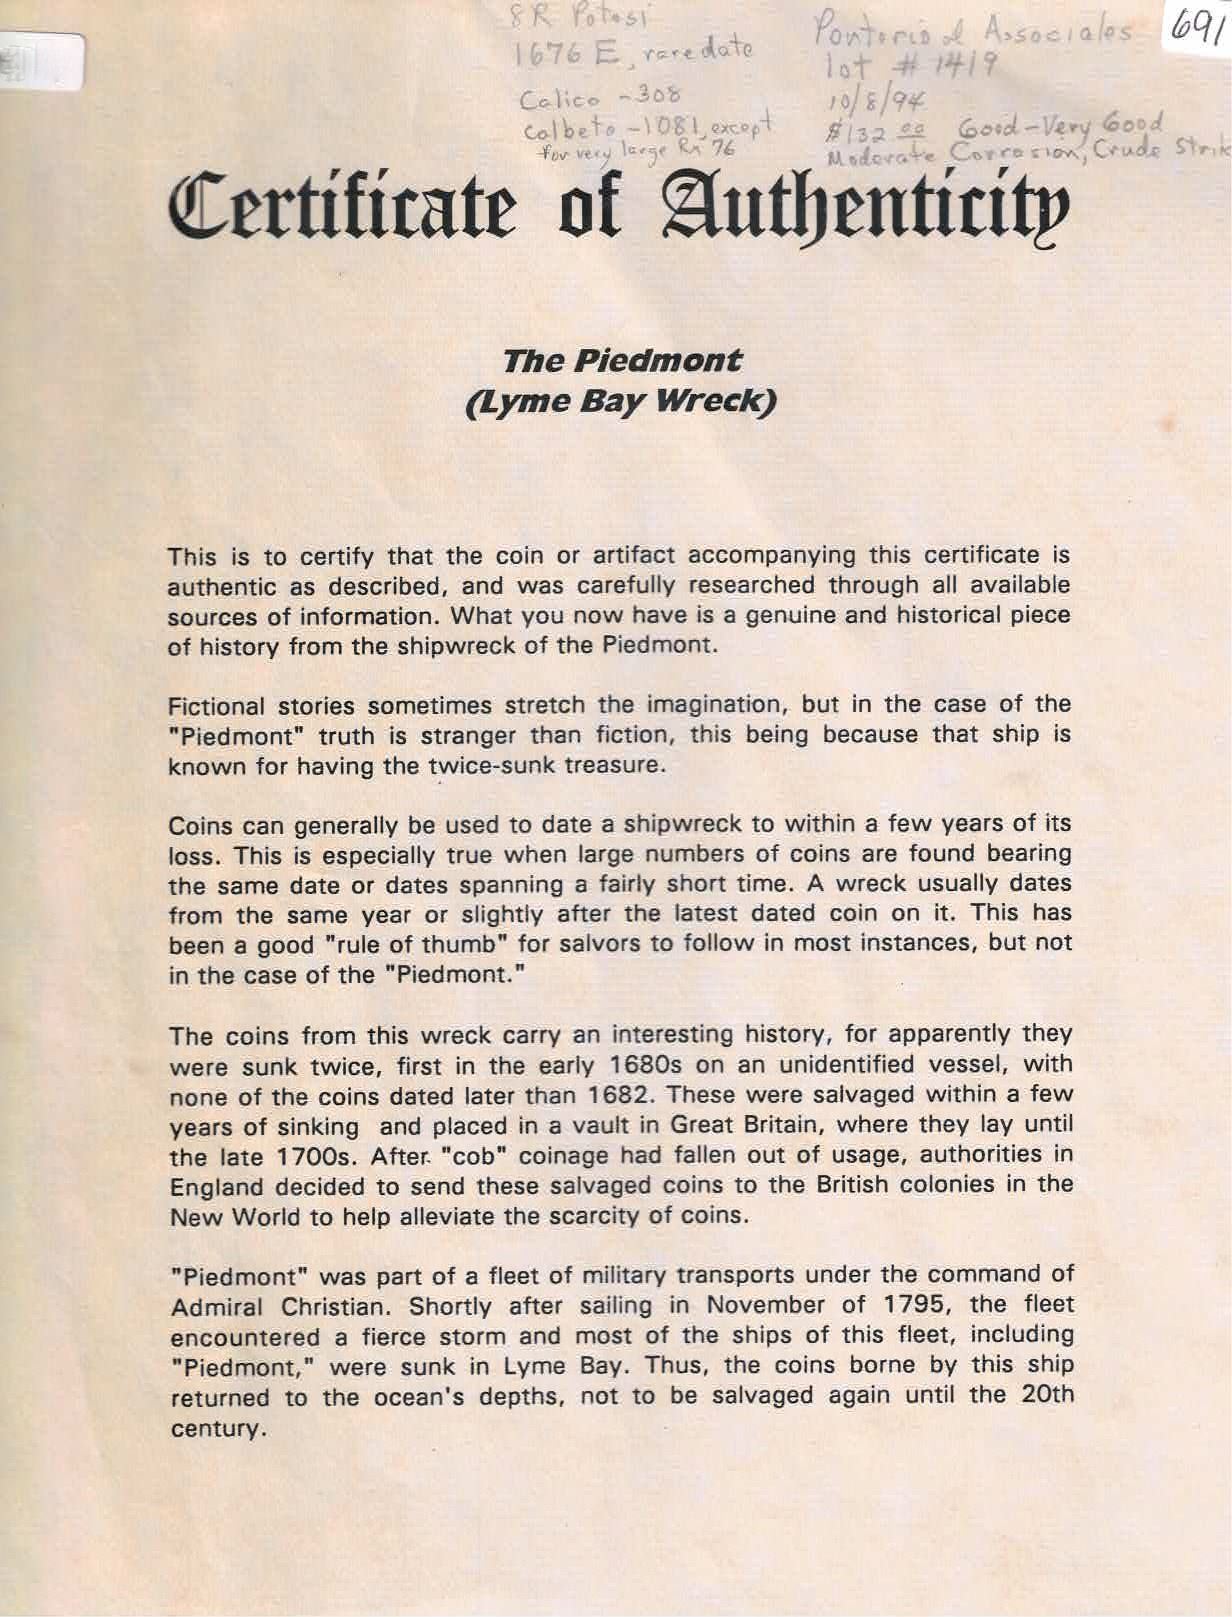 8R Potosi
1676 E, rare date
Calico - 308
Calbeto - 1081, except
for very large Rx 76
Ponterio & Associates
lot # 1419
10/8/94
$132 00 Good - Very Good
Moderate Corrosion, Crude Strik
691
Certificate of Authenticity
The Piedmont
(Lyme Bay Wreck)
This is to certify that the coin or artifact accompanying this certificate is
authentic as described, and was carefully researched through all available
sources of information. What you now have is a genuine and historical piece
of history from the shipwreck of the Piedmont.
Fictional stories sometimes stretch the imagination, but in the case of the
"Piedmont" truth is stranger than fiction, this being because that ship is
known for having the twice-sunk treasure.
Coins can generally be used to date a shipwreck to within a few years of its
loss. This is especially true when large numbers of coins are found bearing
the same date or dates spanning a fairly short time. A wreck usually dates
from the same year or slightly after the latest dated coin on it. This has
been a good "rule of thumb" for salvors to follow in most instances, but not
in the case of the "Piedmont."
The coins from this wreck carry an interesting history, for apparently they
were sunk twice, first in the early 1680s on an unidentified vessel, with
none of the coins dated later than 1682. These were salvaged within a few
years of sinking and placed in a vault in Great Britain, where they lay until
the late 1700s. After "cob" coinage had fallen out of usage, authorities in
England decided to send these salvaged coins to the British colonies in the
New World to help alleviate the scarcity of coins.
"Piedmont" was part of a fleet of military transports under the command of
Admiral Christian. Shortly after sailing in November of 1795, the fleet
encountered a fierce storm and most of the ships of this fleet, including
"Piedmont," were sunk in Lyme Bay. Thus, the coins borne by this ship
returned to the ocean's depths, not to be salvaged again until the 20th
century.